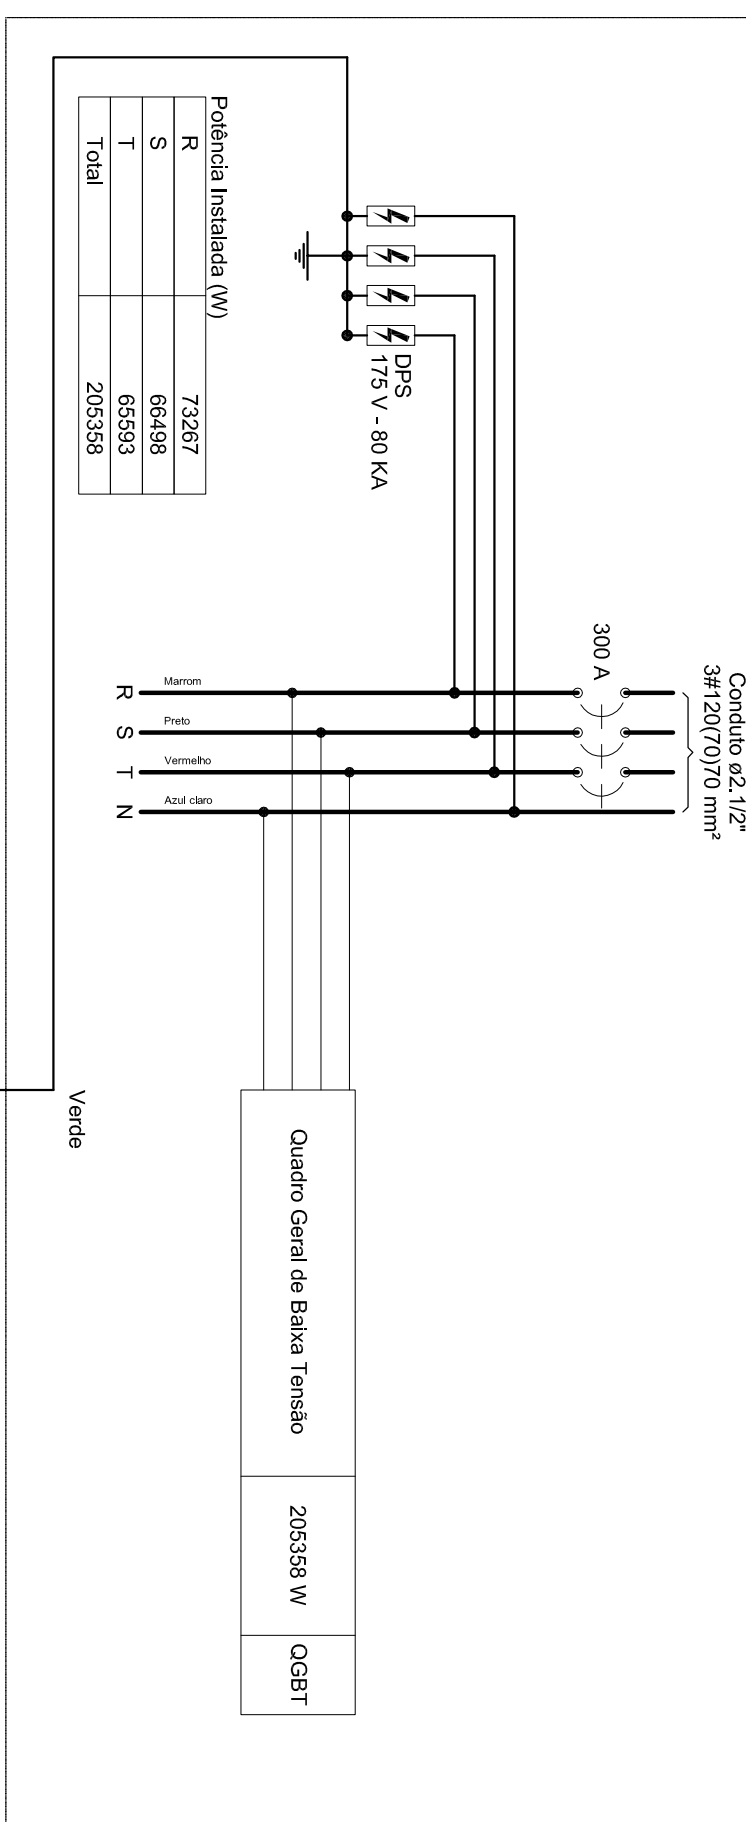 Conduto ø2.1/2"
3#120(70)70 mm²
300 A
DPS
175 V - 80 KA
Potência Instalada (W)
R 73267
S 66498
T 65593
Total 205358
Marrom
R
Preto
S
Vermelho
T
Azul claro
N
Quadro Geral de Baixa Tensão 205358 W QGBT
Verde